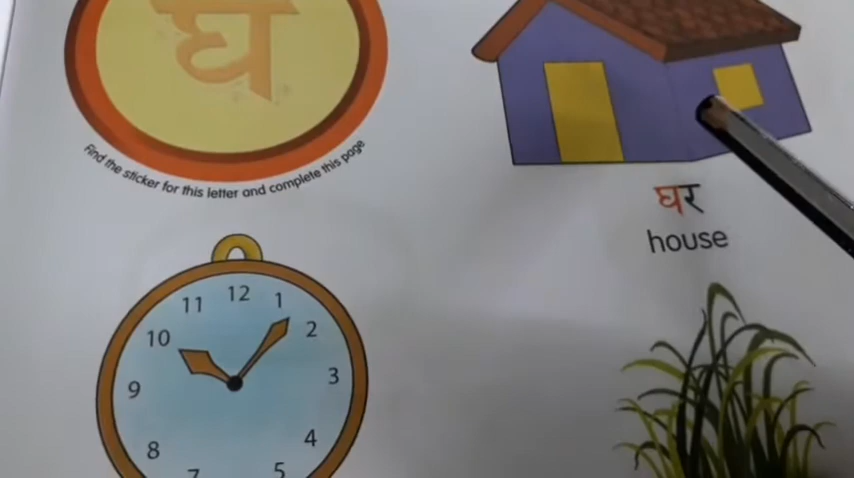 घ
Find the sticker for this letter and complete this page
घर
house
11 12 1
10 2
9 3
8 4
7 5